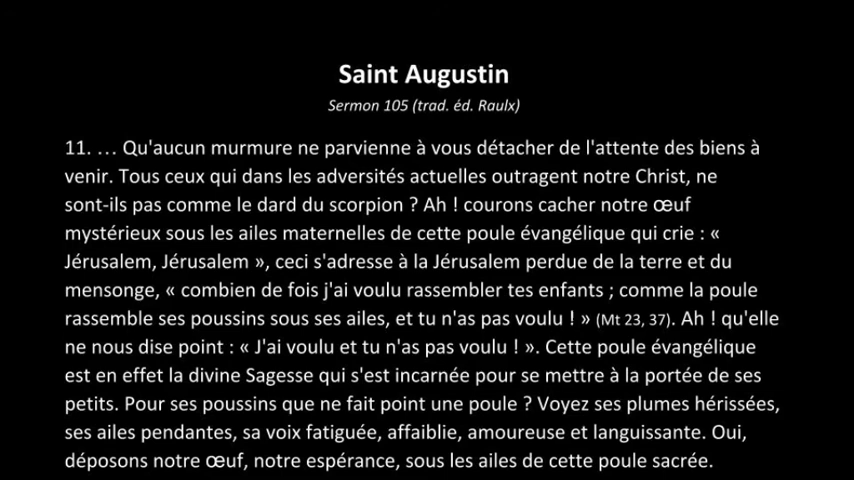 Saint Augustin
Sermon 105 (trad. éd. Raulx)
11. … Qu'aucun murmure ne parvienne à vous détacher de l'attente des biens à
venir. Tous ceux qui dans les adversités actuelles outragent notre Christ, ne
sont-ils pas comme le dard du scorpion ? Ah ! courons cacher notre œuf
mystérieux sous les ailes maternelles de cette poule évangélique qui crie : «
Jérusalem, Jérusalem », ceci s'adresse à la Jérusalem perdue de la terre et du
mensonge, « combien de fois j'ai voulu rassembler tes enfants ; comme la poule
rassemble ses poussins sous ses ailes, et tu n'as pas voulu ! » (Mt 23, 37). Ah ! qu'elle
ne nous dise point : « J'ai voulu et tu n'as pas voulu ! ». Cette poule évangélique
est en effet la divine Sagesse qui s'est incarnée pour se mettre à la portée de ses
petits. Pour ses poussins que ne fait point une poule ? Voyez ses plumes hérissées,
ses ailes pendantes, sa voix fatiguée, affaiblie, amoureuse et languissante. Oui,
déposons notre œuf, notre espérance, sous les ailes de cette poule sacrée.